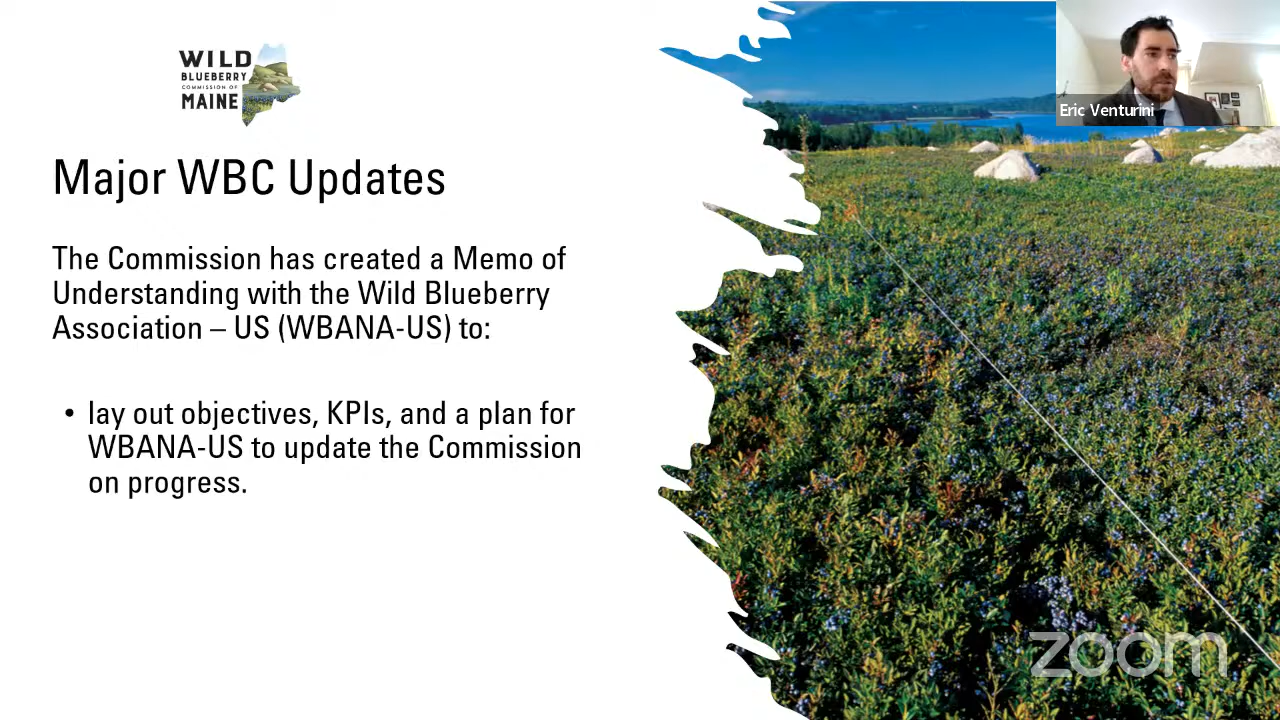 WILD
BLUEBERRY
COMMISSION OF
MAINE
Eric Venturini
Major WBC Updates
The Commission has created a Memo of
Understanding with the Wild Blueberry
Association – US (WBANA-US) to:
• lay out objectives, KPIs, and a plan for
WBANA-US to update the Commission
on progress.
zoom